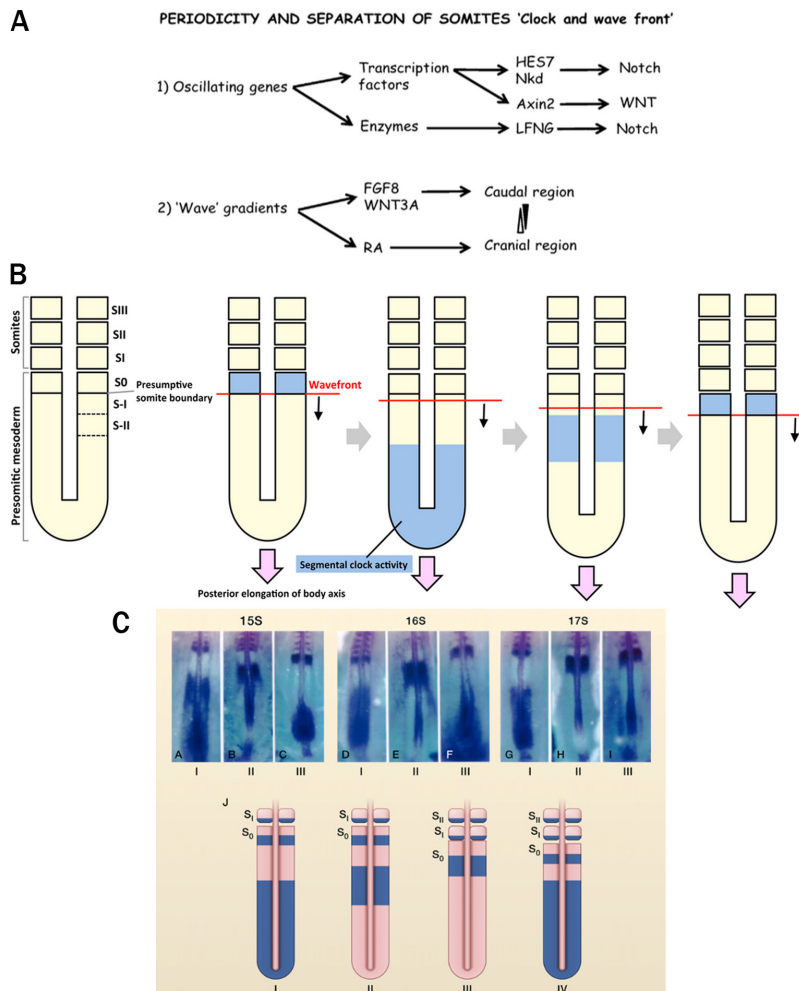 A
PERIODICITY AND SEPARATION OF SOMITES 'Clock and wave front'
1) Oscillating genes
Transcription
factors
HES7
Nkd
Notch
Axin2
WNT
Enzymes
LFNG
Notch
2) 'Wave' gradients
FGF8
WNT3A
Caudal region
RA
Cranial region
B
Somites
SIII
SII
SI
Presomitic mesoderm
S0
Presumptive
somite boundary
S-I
S-II
Wavefront
Segmental clock activity
Posterior elongation of body axis
C
15S
16S
17S
A
B
C
D
E
F
G
H
I
I
II
III
I
II
III
I
II
III
J
SI
S0
SI
S0
SII
SI
S0
SII
SI
S0
I
II
III
IV